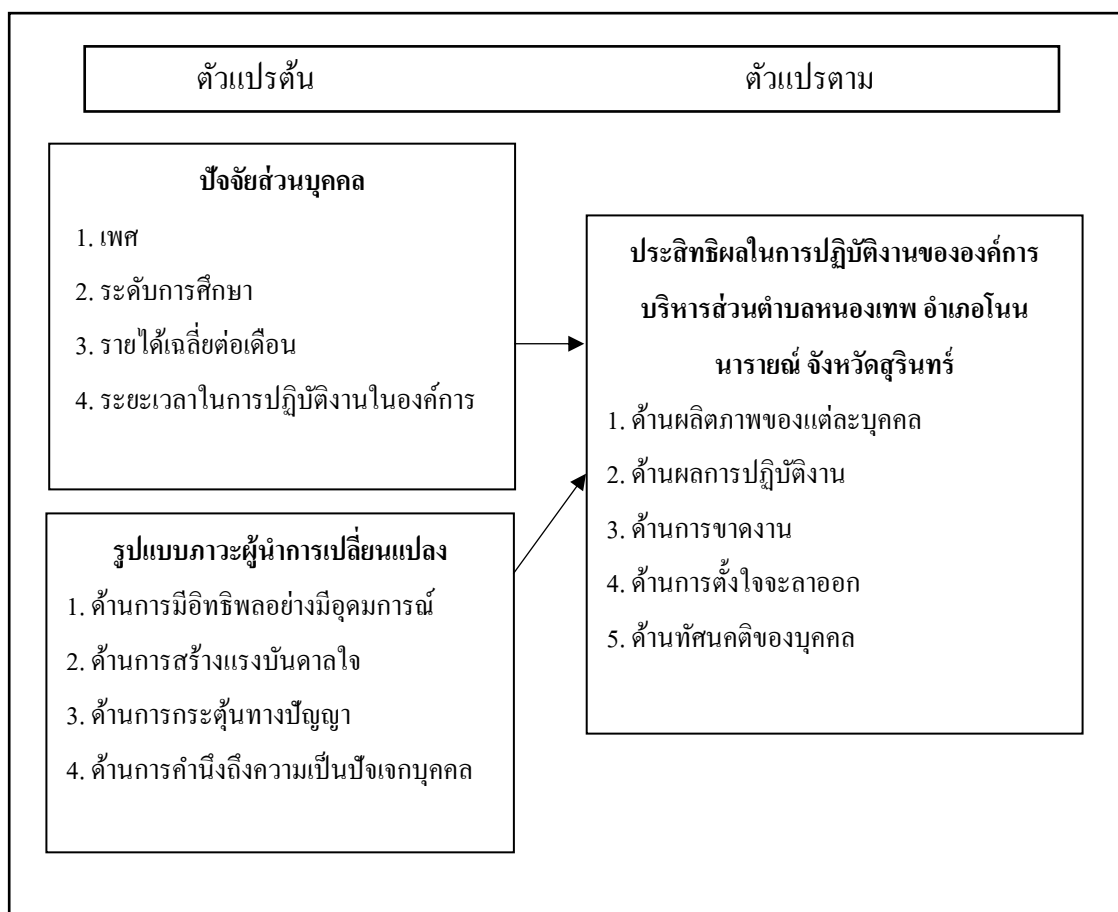 ตัวแปรต้น ตัวแปรตาม
ปัจจัยส่วนบุคคล
1. เพศ
2. ระดับการศึกษา
3. รายได้เฉลี่ยต่อเดือน
4. ระยะเวลาในการปฏิบัติงานในองค์การ
รูปแบบภาวะผู้นำการเปลี่ยนแปลง
1. ด้านการมีอิทธิพลอย่างมีอุดมการณ์
2. ด้านการสร้างแรงบันดาลใจ
3. ด้านการกระตุ้นทางปัญญา
4. ด้านการคำนึงถึงความเป็นปัจเจกบุคคล
ประสิทธิผลในการปฏิบัติงานขององค์การ
บริหารส่วนตำบลหนองเทพ อำเภอโนน
นารายณ์ จังหวัดสุรินทร์
1. ด้านผลิตภาพของแต่ละบุคคล
2. ด้านผลการปฏิบัติงาน
3. ด้านการขาดงาน
4. ด้านการตั้งใจจะลาออก
5. ด้านทัศนคติของบุคคล